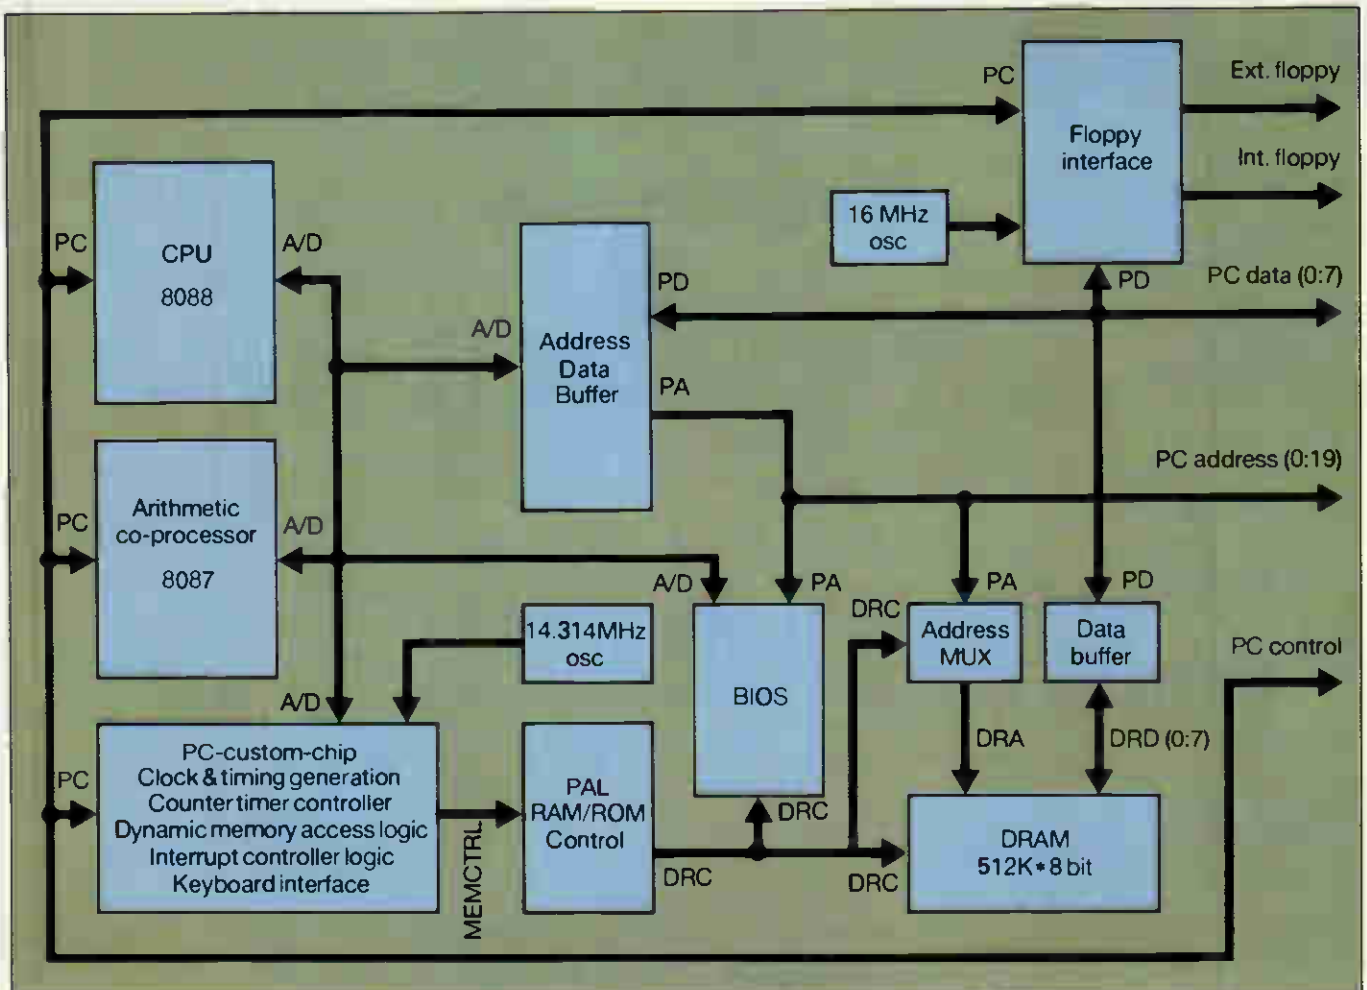 PC
Ext. floppy
Floppy
interface
Int. floppy
16 MHz
osc
PC
CPU
8088
A/D
PD
PD
PC data (0:7)
A/D
Address
Data
Buffer
PA
PC address (0:19)
PC
Arithmetic
co-processor
8087
A/D
A/D
PA
PA
PD
DRC
14.314MHz
osc
Address
MUX
Data
buffer
PC control
A/D
BIOS
DRA
DRD (0:7)
PC
PC-custom-chip
Clock & timing generation
Counter timer controller
Dynamic memory access logic
Interrupt controller logic
Keyboard interface
MEMCTRL
PAL
RAM/ROM
Control
DRC
DRC
DRC
DRAM
512K*8 bit